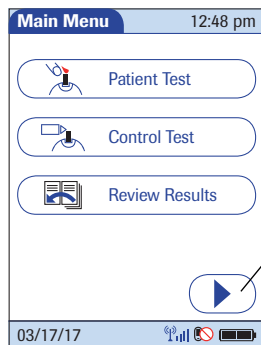 Main Menu
12:48 pm
Patient Test
Control Test
Review Results
03/17/17